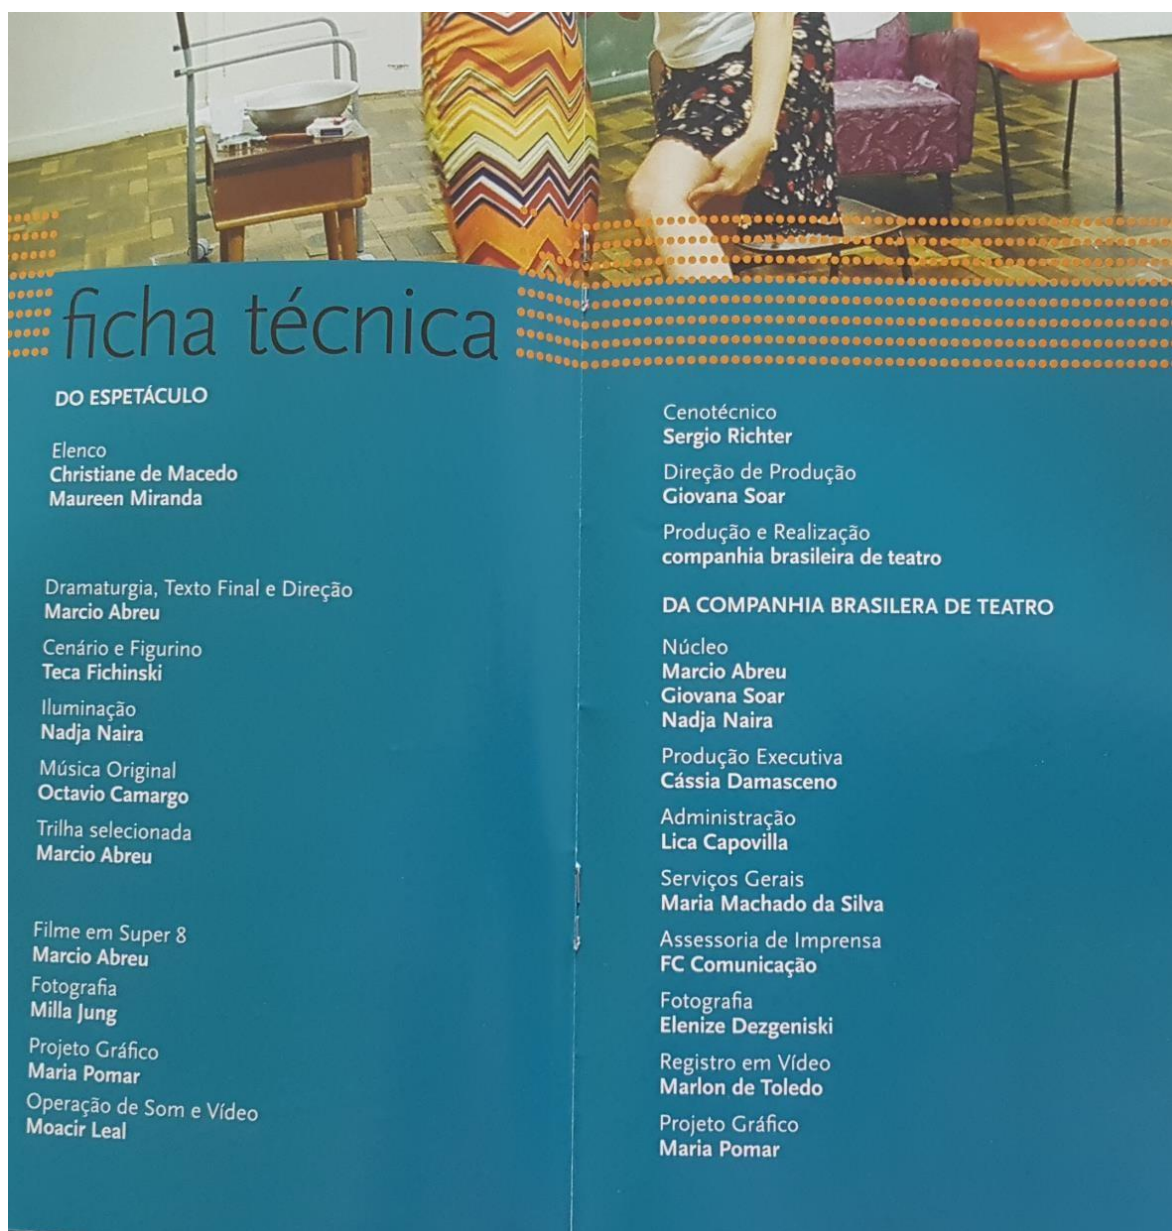 ficha técnica
DO ESPETÁCULO
Elenco
Christiane de Macedo
Maureen Miranda
Dramaturgia, Texto Final e Direção
Marcio Abreu
Cenário e Figurino
Teca Fichinski
Iluminação
Nadja Naira
Música Original
Octavio Camargo
Trilha selecionada
Marcio Abreu
Filme em Super 8
Marcio Abreu
Fotografia
Milla Jung
Projeto Gráfico
Maria Pomar
Operação de Som e Vídeo
Moacir Leal
Cenotécnico
Sergio Richter
Direção de Produção
Giovana Soar
Produção e Realização
companhia brasileira de teatro
DA COMPANHIA BRASILERA DE TEATRO
Núcleo
Marcio Abreu
Giovana Soar
Nadja Naira
Produção Executiva
Cássia Damasceno
Administração
Lica Capovilla
Serviços Gerais
Maria Machado da Silva
Assessoria de Imprensa
FC Comunicação
Fotografia
Elenize Dezgeniski
Registro em Vídeo
Marlon de Toledo
Projeto Gráfico
Maria Pomar